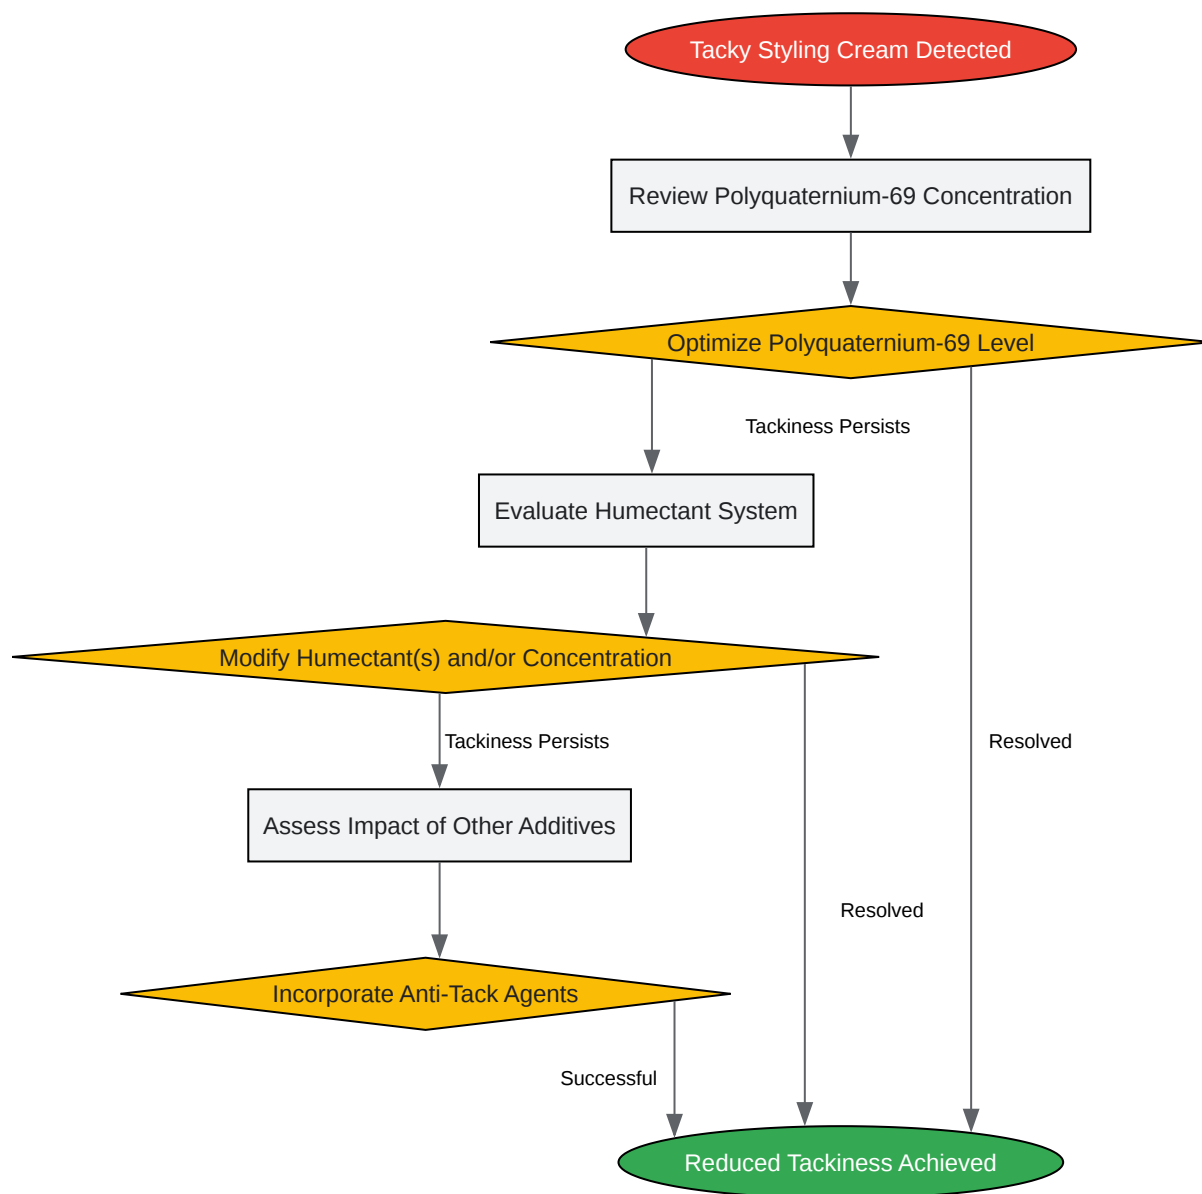 Tacky Styling Cream Detected
Review Polyquaternium-69 Concentration
Optimize Polyquaternium-69 Level
Tackiness Persists
Evaluate Humectant System
Modify Humectant(s) and/or Concentration
Tackiness Persists
Resolved
Assess Impact of Other Additives
Resolved
Incorporate Anti-Tack Agents
Successful
Reduced Tackiness Achieved